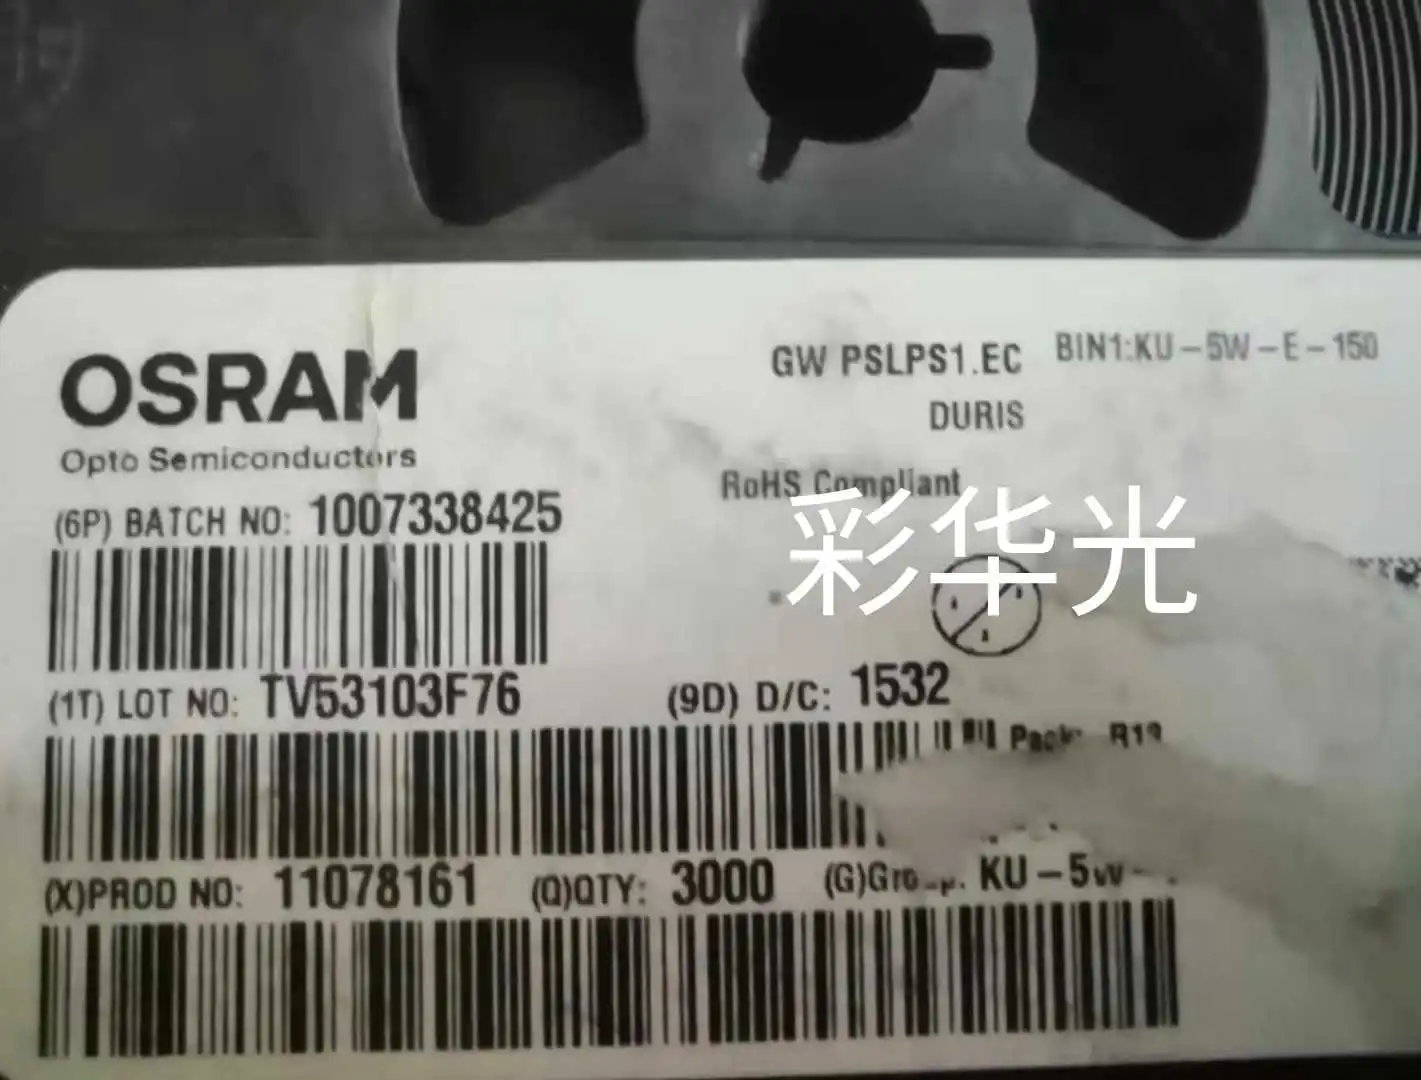 OSRAM
Opto Semiconductors
GW PSLPS1.EC
BIN1:KU-5W-E-150
DURIS
RoHS Compliant
彩华光
(6P) BATCH NO: 1007338425
(1T) LOT NO: TV53103F76
(9D) D/C: 1532
(X)PROD NO: 11078161
(Q)QTY: 3000
(G) KU-5